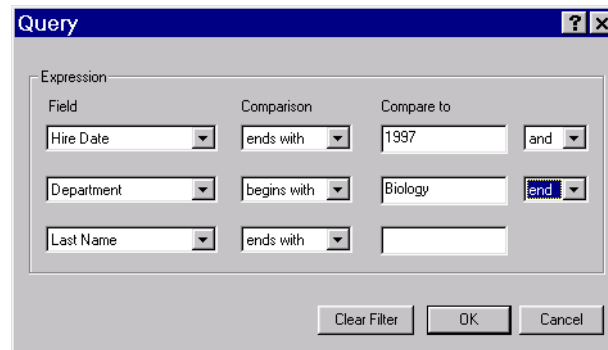 Query
Expression
Field Comparison Compare to
Hire Date ends with 1997 and
Department begins with Biology end
Last Name ends with
Clear Filter OK Cancel